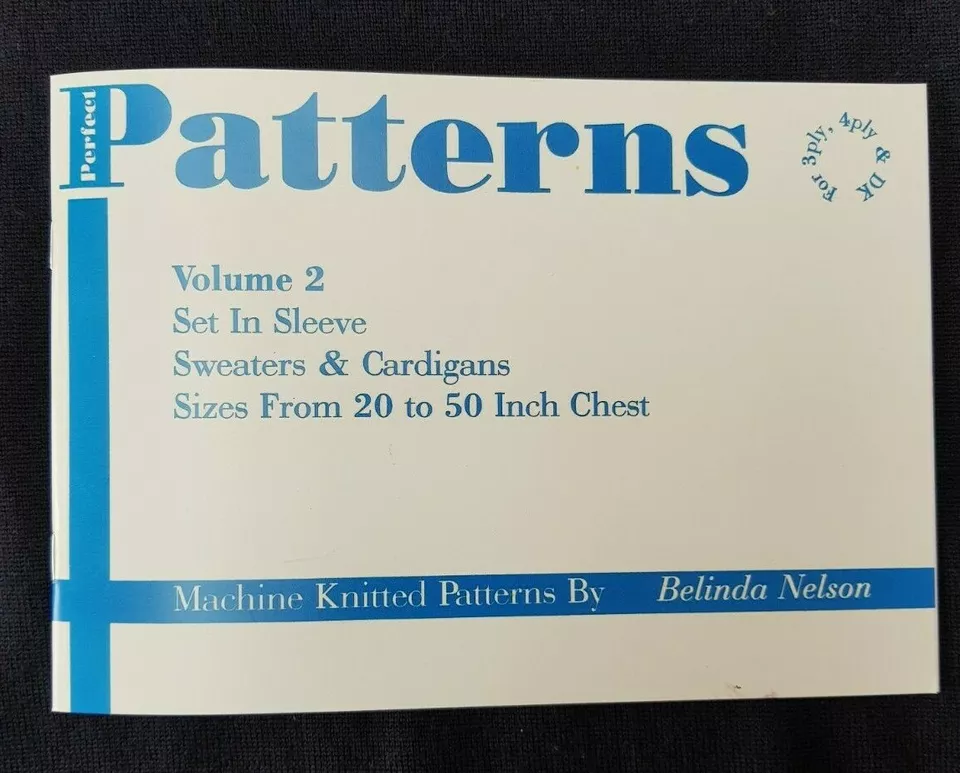 Perfect
Patterns
For 3ply, 4ply & DK
Volume 2
Set In Sleeve
Sweaters & Cardigans
Sizes From 20 to 50 Inch Chest
Machine Knitted Patterns By Belinda Nelson